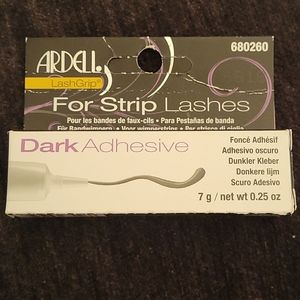 ARDELL
680260
LashGrip®
For Strip Lashes
Pour les bandes de faux-cils • Para Pestañas de banda
Für Bandwimpern • Voor wimperstrips • Per strisce di ciglia
Dark Adhesive
Foncé Adhésif
Adhesivo oscuro
Dunkler Kleber
Donkere lijm
Scuro Adesivo
7 g / net wt 0.25 oz